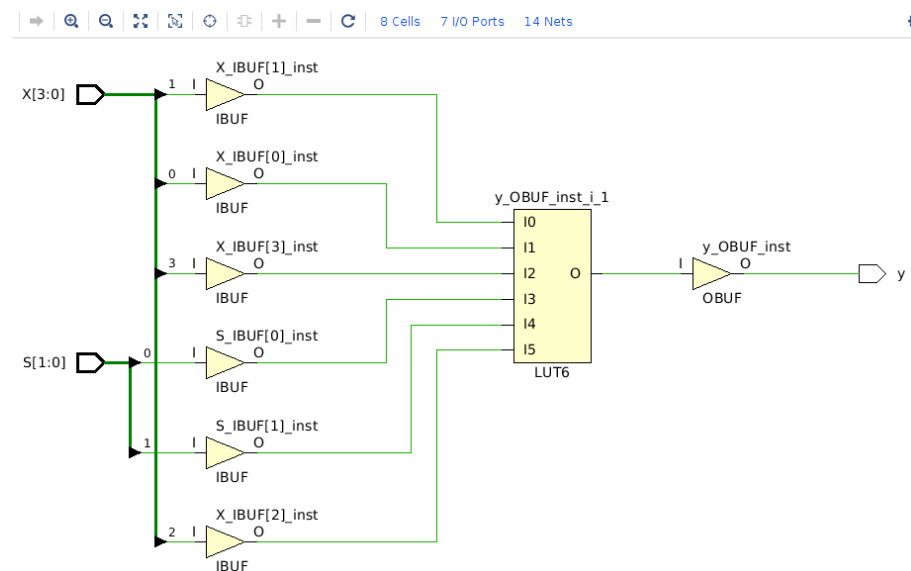 8 Cells 7 I/O Ports 14 Nets
X_IBUF[1]_inst
X[3:0] 1 I O
IBUF
X_IBUF[0]_inst
0 I O
IBUF
y_OBUF_inst_i_1
I0
I1
X_IBUF[3]_inst
3 I O
IBUF
I2 O
y_OBUF_inst
I O y
OBUF
I3
I4
I5
LUT6
S_IBUF[0]_inst
S[1:0] 0 I O
IBUF
S_IBUF[1]_inst
1 I O
IBUF
X_IBUF[2]_inst
2 I O
IBUF